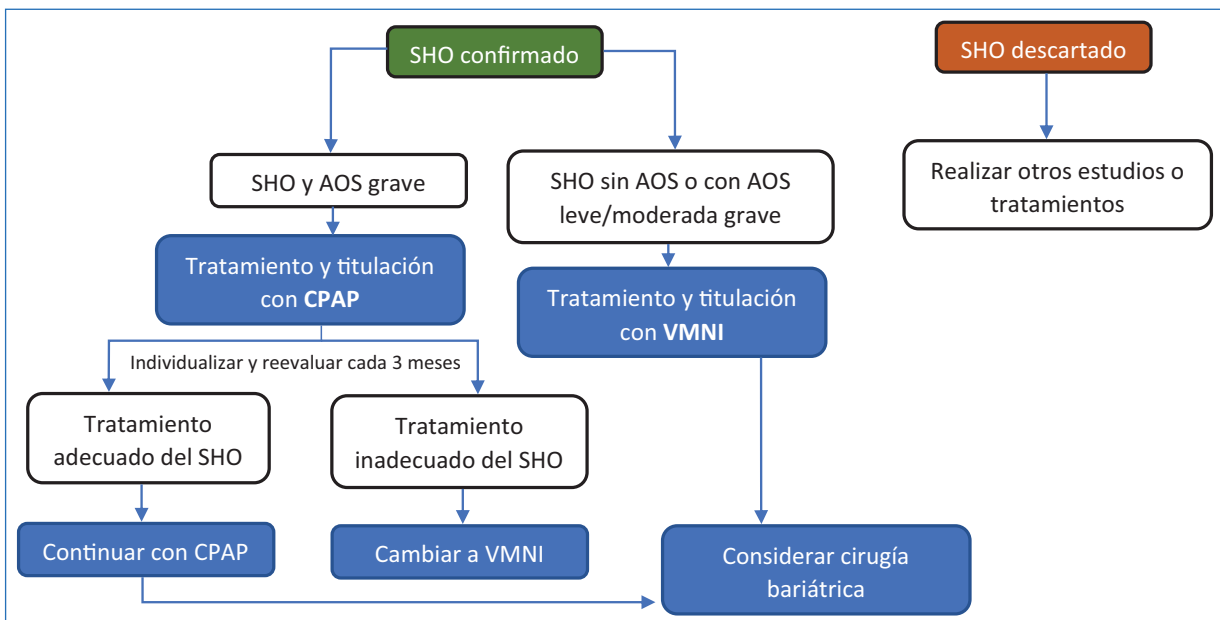 SHO confirmado
SHO descartado
SHO y AOS grave
SHO sin AOS o con AOS
leve/moderada grave
Realizar otros estudios o
tratamientos
Tratamiento y titulación
con CPAP
Tratamiento y titulación
con VMNI
Individualizar y reevaluar cada 3 meses
Tratamiento
adecuado del SHO
Tratamiento
inadecuado del SHO
Continuar con CPAP
Cambiar a VMNI
Considerar cirugía
bariátrica